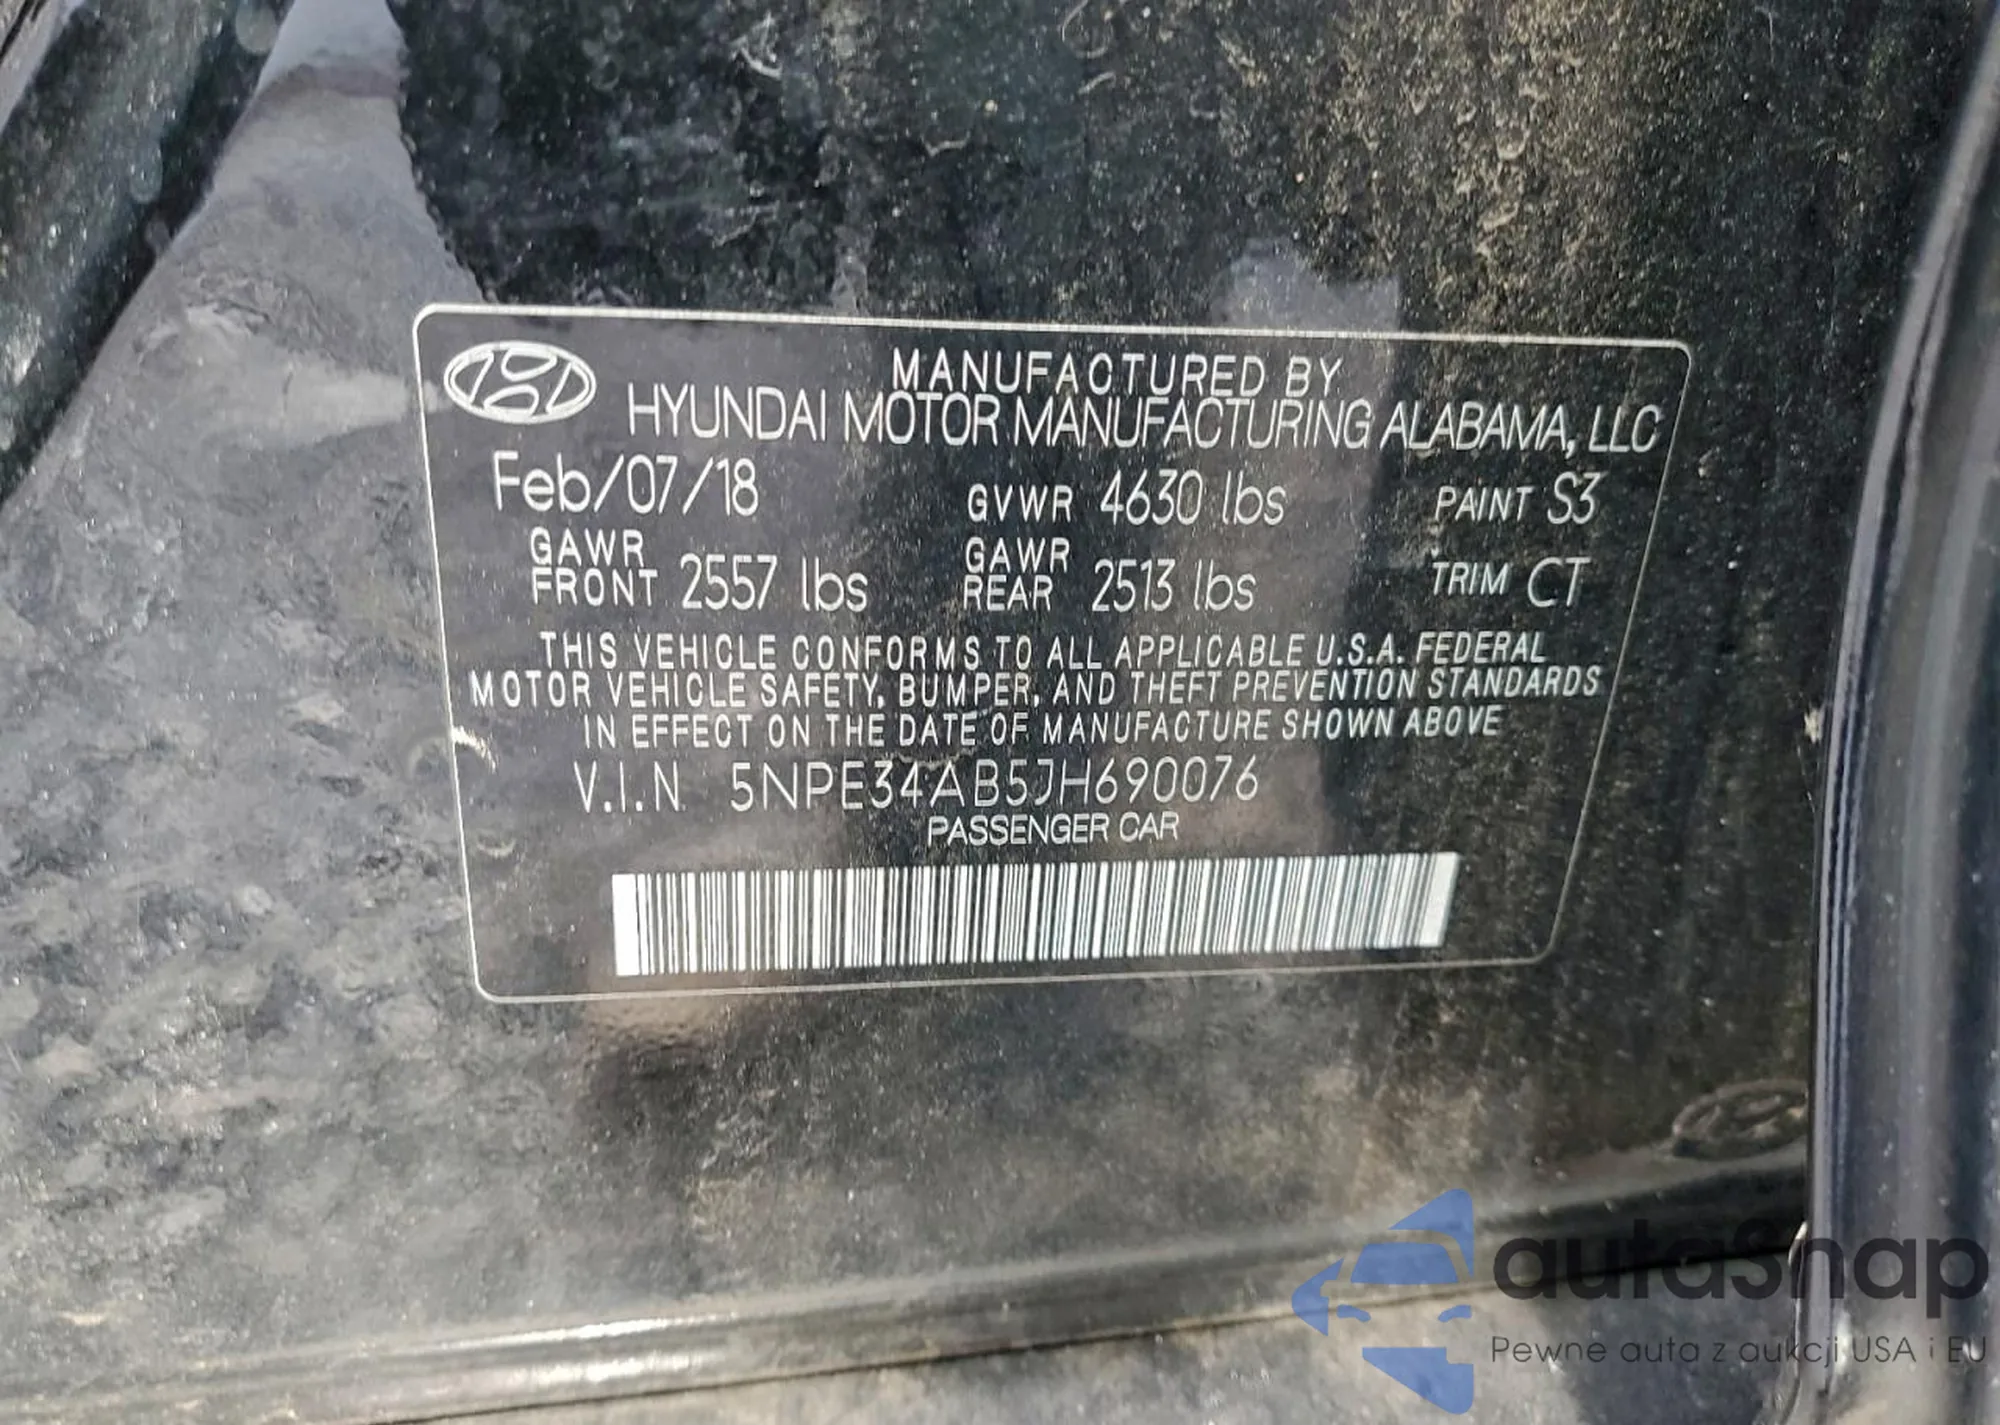 MANUFACTURED BY
HYUNDAI MOTOR MANUFACTURING ALABAMA, LLC
Feb/07/18 GVWR 4630 lbs PAINT S3
GAWR FRONT 2557 lbs GAWR REAR 2513 lbs TRIM CT
THIS VEHICLE CONFORMS TO ALL APPLICABLE U.S.A. FEDERAL
MOTOR VEHICLE SAFETY, BUMPER, AND THEFT PREVENTION STANDARDS
IN EFFECT ON THE DATE OF MANUFACTURE SHOWN ABOVE
V.I.N. 5NPE34AB5JH690076
PASSENGER CAR
autaSnap
Pewne auta z aukcji USA i EU